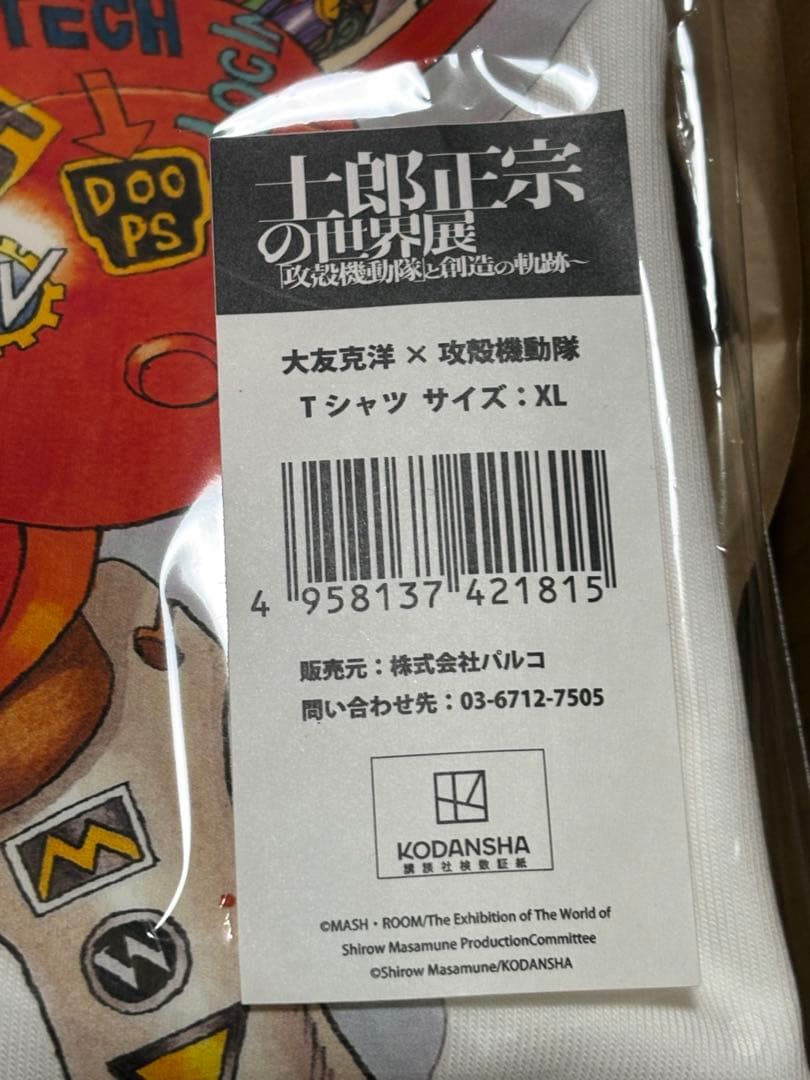 TECH
LOGIN
DOO
PS
士郎正宗
の世界展
「攻殻機動隊」と創造の軌跡～
大友克洋 × 攻殻機動隊
Tシャツ サイズ：XL
4 958137 421815
販売元：株式会社パルコ
問い合わせ先：03-6712-7505
KODANSHA
講談社検数証紙
©MASH・ROOM/The Exhibition of The World of
Shirow Masamune ProductionCommittee
©Shirow Masamune/KODANSHA
M
W